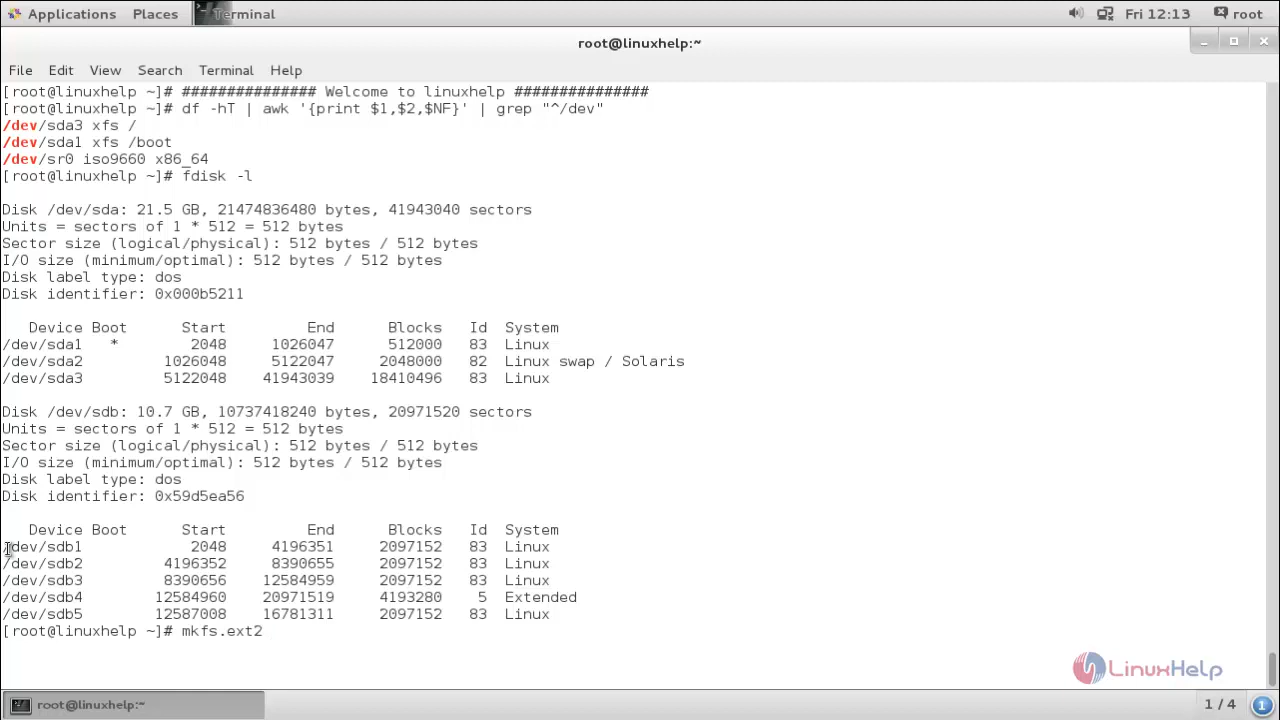 Applications Places Terminal Fri 12:13 root
root@linuxhelp:~
File Edit View Search Terminal Help
[root@linuxhelp ~]# ############### Welcome to linuxhelp ###############
[root@linuxhelp ~]# df -hT | awk '{print $1,$2,$NF}' | grep "^/dev"
/dev/sda3 xfs /
/dev/sda1 xfs /boot
/dev/sr0 iso9660 x86_64
[root@linuxhelp ~]# fdisk -l
Disk /dev/sda: 21.5 GB, 21474836480 bytes, 41943040 sectors
Units = sectors of 1 * 512 = 512 bytes
Sector size (logical/physical): 512 bytes / 512 bytes
I/O size (minimum/optimal): 512 bytes / 512 bytes
Disk label type: dos
Disk identifier: 0x000b5211
Device Boot Start End Blocks Id System
/dev/sda1 * 2048 1026047 512000 83 Linux
/dev/sda2 1026048 5122047 2048000 82 Linux swap / Solaris
/dev/sda3 5122048 41943039 18410496 83 Linux
Disk /dev/sdb: 10.7 GB, 10737418240 bytes, 20971520 sectors
Units = sectors of 1 * 512 = 512 bytes
Sector size (logical/physical): 512 bytes / 512 bytes
I/O size (minimum/optimal): 512 bytes / 512 bytes
Disk label type: dos
Disk identifier: 0x59d5ea56
Device Boot Start End Blocks Id System
/dev/sdb1 2048 4196351 2097152 83 Linux
/dev/sdb2 4196352 8390655 2097152 83 Linux
/dev/sdb3 8390656 12584959 2097152 83 Linux
/dev/sdb4 12584960 20971519 4193280 5 Extended
/dev/sdb5 12587008 16781311 2097152 83 Linux
[root@linuxhelp ~]# mkfs.ext2
LinuxHelp
root@linuxhelp:~ 1 / 4 1